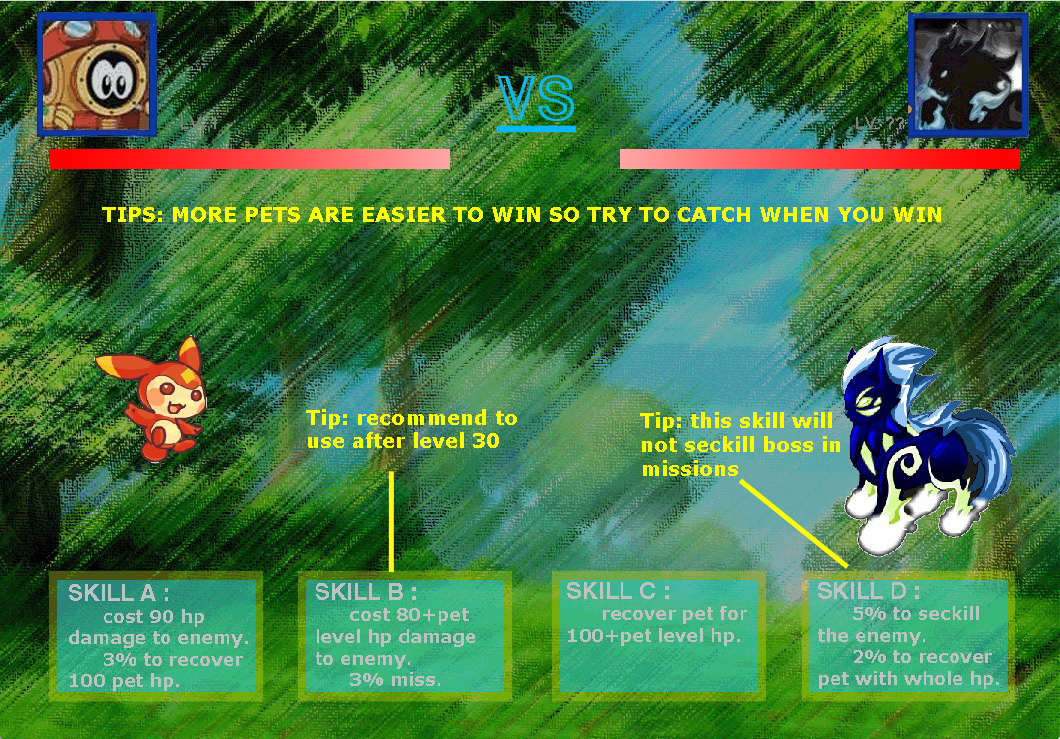 VS
LV: ??
TIPS: MORE PETS ARE EASIER TO WIN SO TRY TO CATCH WHEN YOU WIN
Tip: recommend to
use after level 30
Tip: this skill will
not seckill boss in
missions
SKILL A :
cost 90 hp
damage to enemy.
3% to recover
100 pet hp.
SKILL B :
cost 80+pet
level hp damage
to enemy.
3% miss.
SKILL C :
recover pet for
100+pet level hp.
SKILL D :
5% to seckill
the enemy.
2% to recover
pet with whole hp.